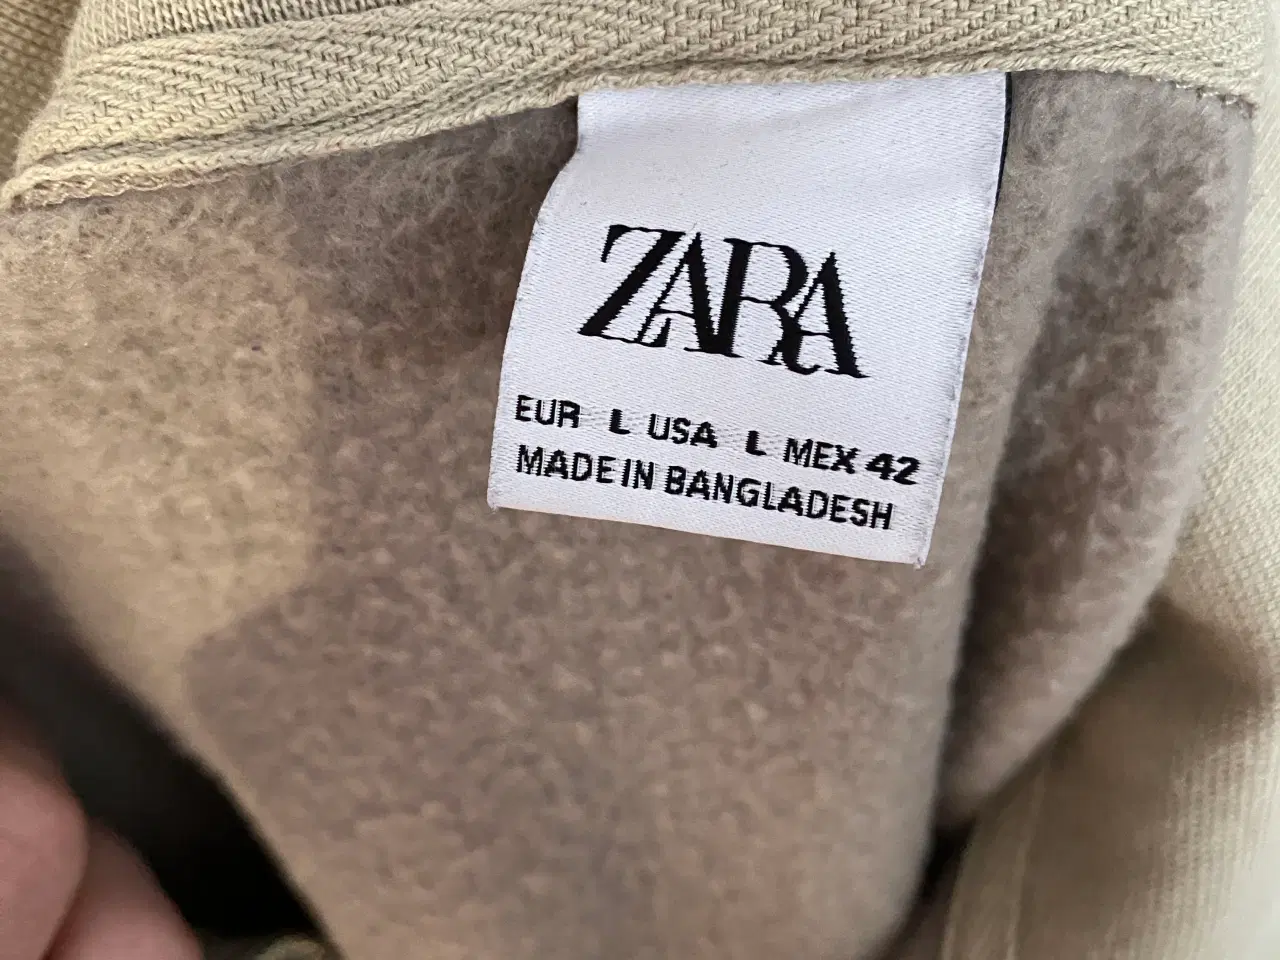 ZARA
EUR L USA L MEX 42
MADE IN BANGLADESH